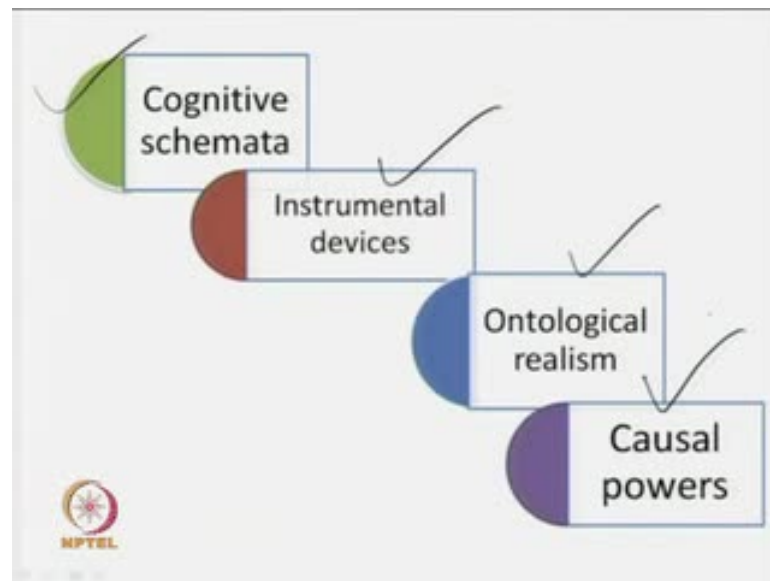 Cognitive
schemata
Instrumental
devices
Ontological
realism
Causal
powers
NPTEL